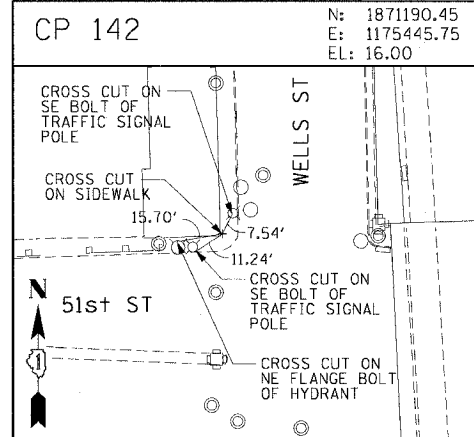 CP 142
N: 1871190.45
E: 1175445.75
EL: 16.00
CROSS CUT ON
SE BOLT OF
TRAFFIC SIGNAL
POLE
WELLS ST
CROSS CUT
ON SIDEWALK
15.70'
7.54'
11.24'
CROSS CUT ON
SE BOLT OF
TRAFFIC SIGNAL
POLE
N
51st ST
1
CROSS CUT ON
NE FLANGE BOLT
OF HYDRANT